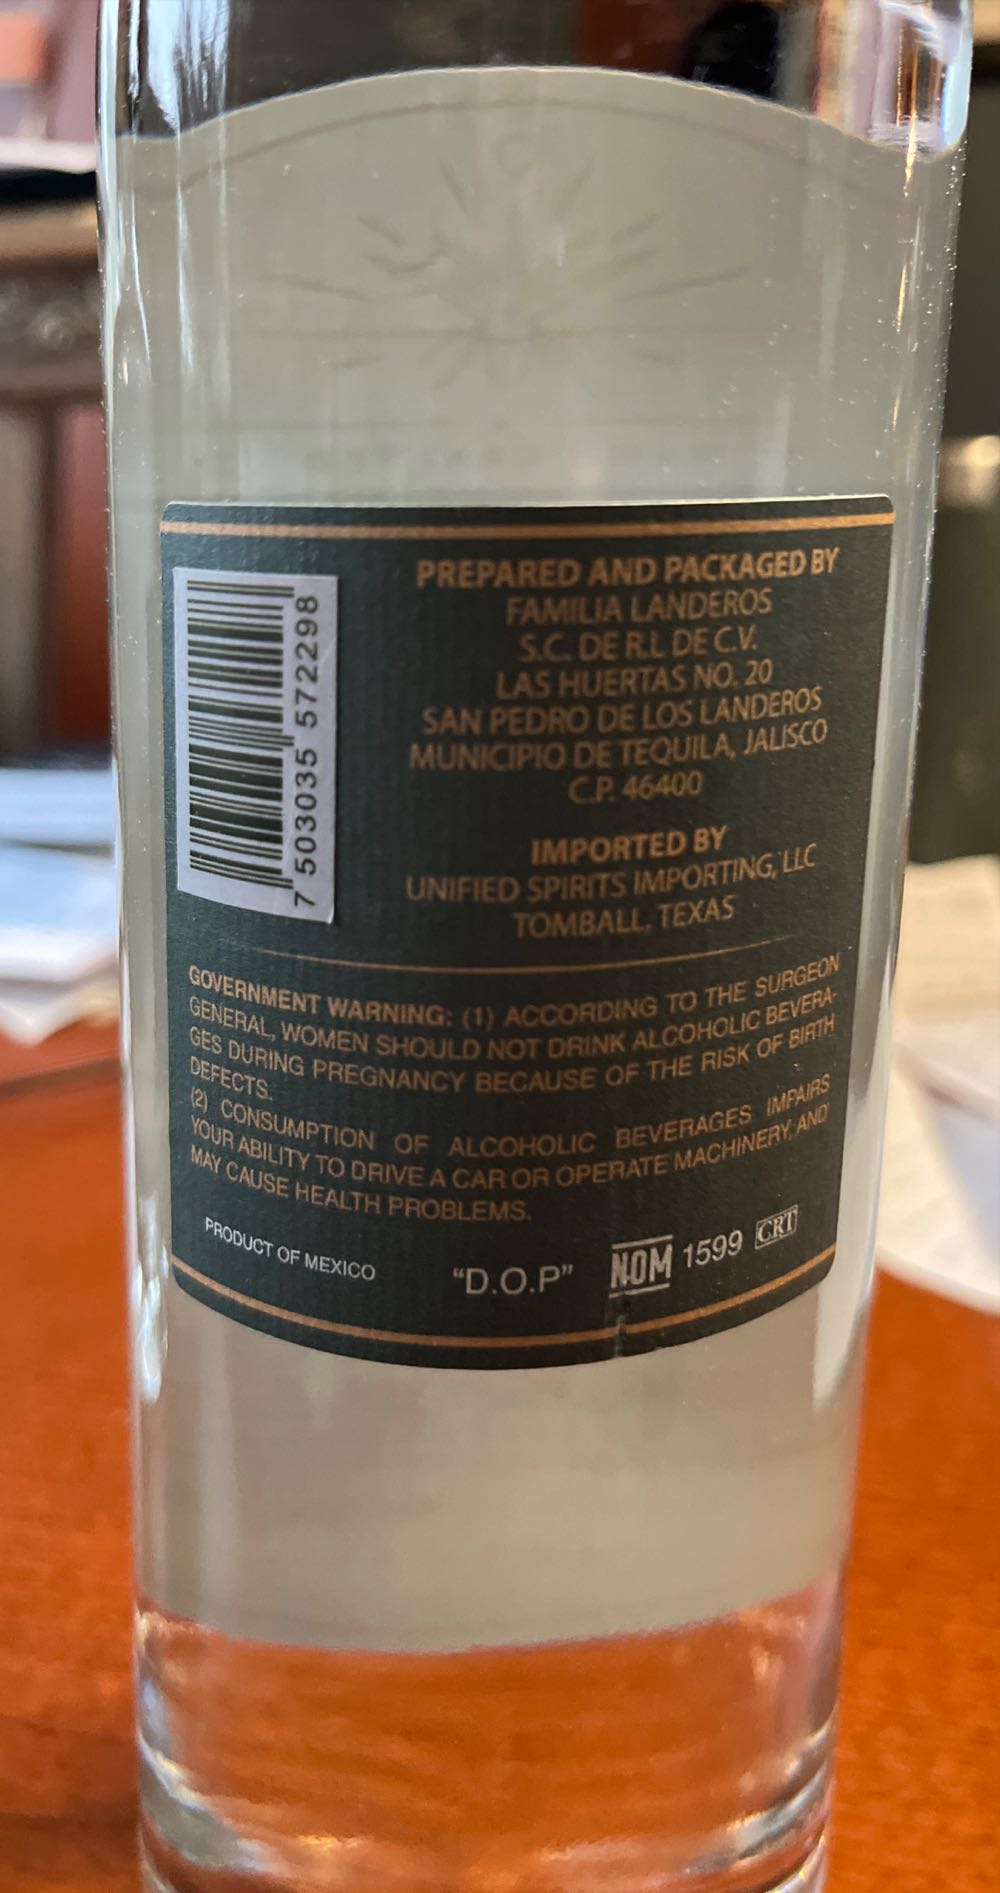 PREPARED AND PACKAGED BY
FAMILIA LANDEROS
S.C. DE R.L DE C.V.
LAS HUERTAS NO. 20
SAN PEDRO DE LOS LANDEROS
MUNICIPIO DE TEQUILA, JALISCO
C.P. 46400
IMPORTED BY
UNIFIED SPIRITS IMPORTING, LLC
TOMBALL, TEXAS
7 503035 572298
GOVERNMENT WARNING: (1) ACCORDING TO THE SURGEON
GENERAL, WOMEN SHOULD NOT DRINK ALCOHOLIC BEVERA-
GES DURING PREGNANCY BECAUSE OF THE RISK OF BIRTH
DEFECTS.
(2) CONSUMPTION OF ALCOHOLIC BEVERAGES IMPAIRS
YOUR ABILITY TO DRIVE A CAR OR OPERATE MACHINERY, AND
MAY CAUSE HEALTH PROBLEMS.
PRODUCT OF MEXICO "D.O.P" NOM 1599 CRT